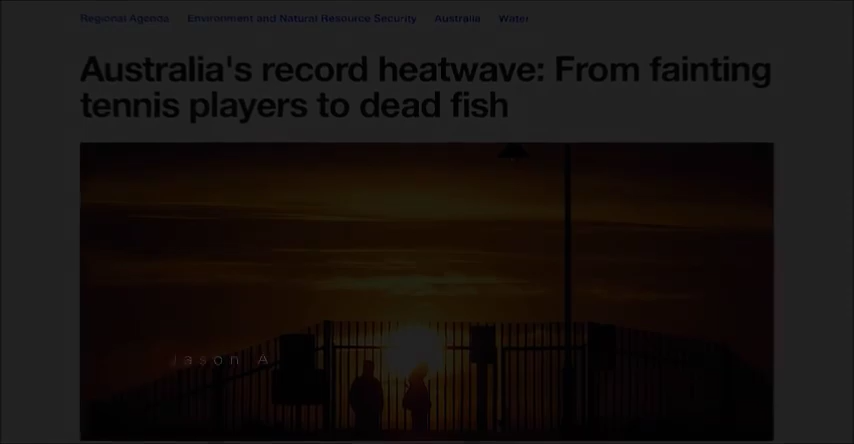 Regional Agenda Environment and Natural Resource Security Australia Water
Australia's record heatwave: From fainting
tennis players to dead fish
Jason A